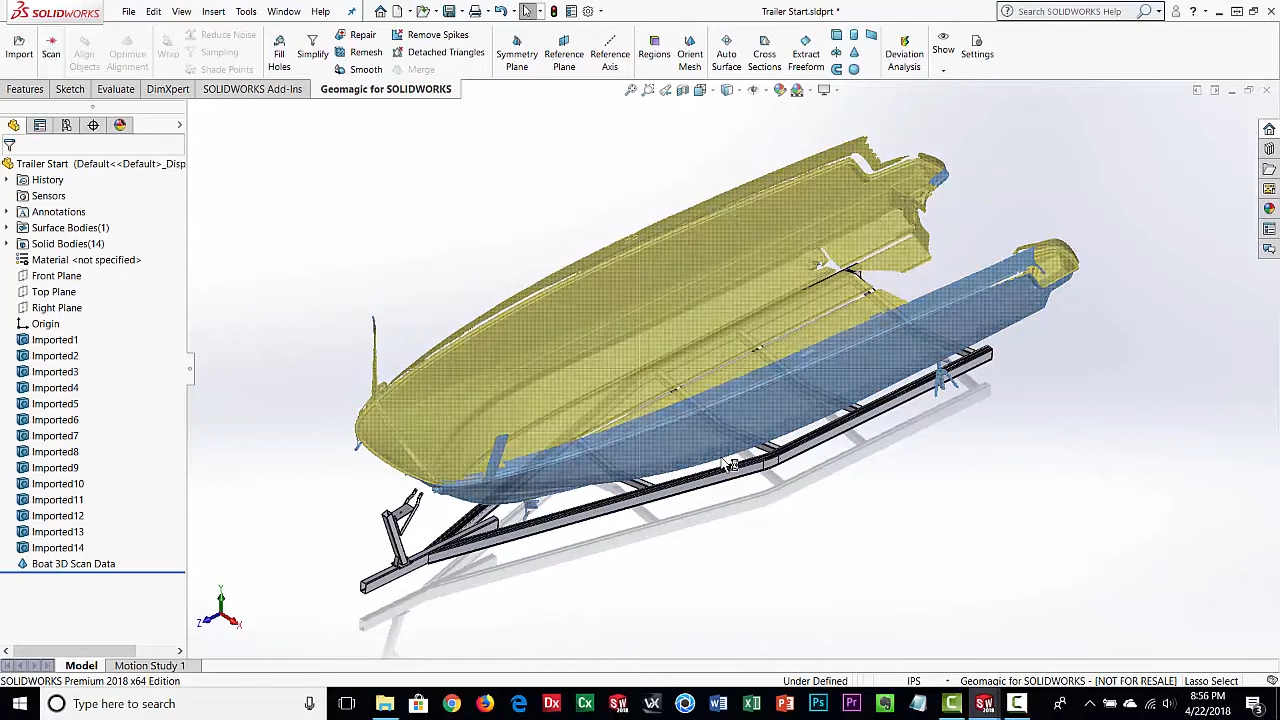 SOLIDWORKS
File Edit View Insert Tools Window Help
Trailer Start.sldprt *
Search SOLIDWORKS Help
Import
Scan
Align Objects
Optimize Alignment
Wrap
Reduce Noise
Sampling
Shade Points
Fill Holes
Simplify
Repair
Remesh
Smooth
Remove Spikes
Detached Triangles
Merge
Symmetry Plane
Reference Plane
Reference Axis
Regions
Orient Mesh
Auto Surface
Cross Sections
Extract Freeform
Deviation Analysis
Show
Settings
Features Sketch Evaluate DimXpert SOLIDWORKS Add-Ins Geomagic for SOLIDWORKS
Trailer Start (Default<<Default>_Disp
History
Sensors
Annotations
Surface Bodies(1)
Solid Bodies(14)
Material <not specified>
Front Plane
Top Plane
Right Plane
Origin
Imported1
Imported2
Imported3
Imported4
Imported5
Imported6
Imported7
Imported8
Imported9
Imported10
Imported11
Imported12
Imported13
Imported14
Boat 3D Scan Data
Y
Z
X
Model Motion Study 1
SOLIDWORKS Premium 2018 x64 Edition
Under Defined IPS Geomagic for SOLIDWORKS - [NOT FOR RESALE] Lasso Select
Type here to search
8:56 PM
4/22/2018